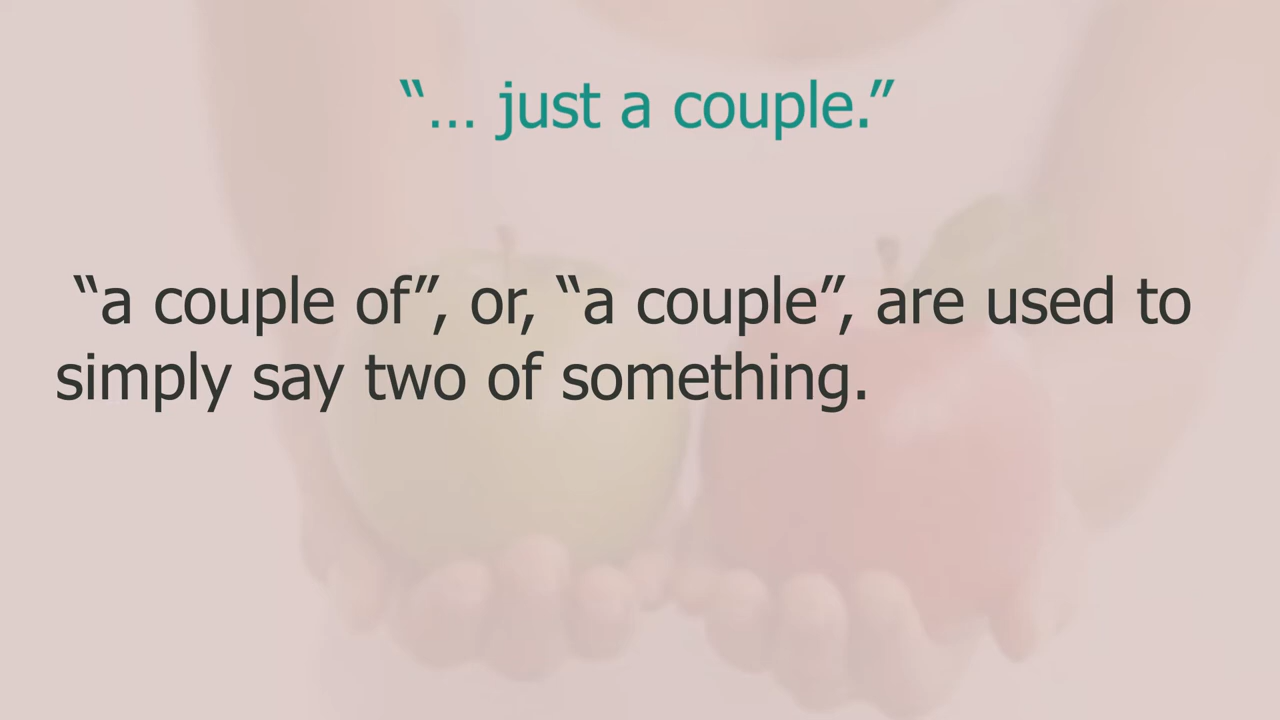 “… just a couple.”
“a couple of”, or, “a couple”, are used to
simply say two of something.